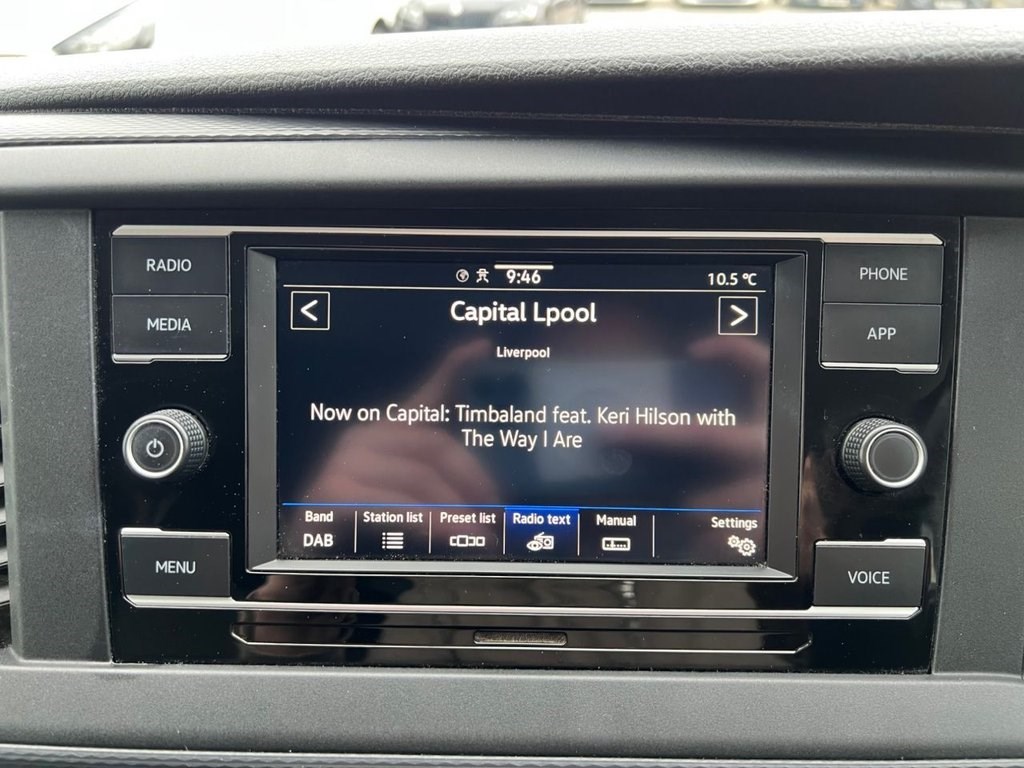 RADIO
MEDIA
MENU
9:46
10.5 °C
<
Capital Lpool
>
Liverpool
Now on Capital: Timbaland feat. Keri Hilson with
The Way I Are
Band
DAB
Station list
Preset list
Radio text
Manual
Settings
PHONE
APP
VOICE